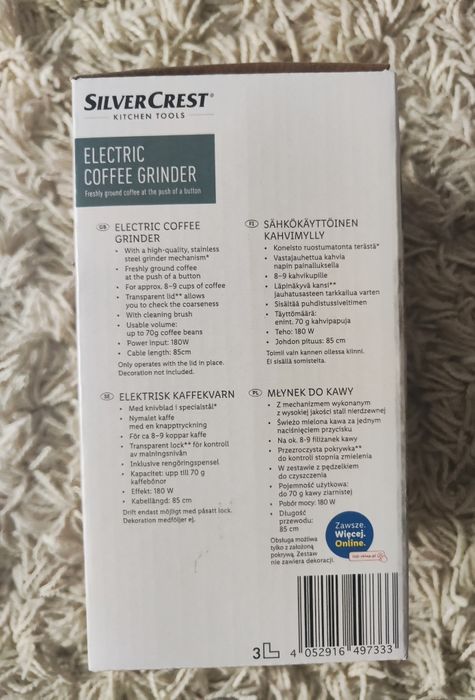 SILVERCREST®
KITCHEN TOOLS
ELECTRIC
COFFEE GRINDER
Freshly ground coffee at the push of a button
GB ELECTRIC COFFEE
GRINDER
• With a high-quality, stainless
steel grinder mechanism*
• Freshly ground coffee
at the push of a button
• For approx. 8–9 cups of coffee
• Transparent lid** allows
you to check the coarseness
• With cleaning brush
• Usable volume:
up to 70g coffee beans
• Power input: 180W
• Cable length: 85cm
Only operates with the lid in place.
Decoration not included.
FI SÄHKÖKÄYTTÖINEN
KAHVIMYLLY
• Koneisto ruostumatonta terästä*
• Vastajauhettua kahvia
napin painalluksella
• 8–9 kahvikupille
• Läpinäkyvä kansi**
jauhatusasteen tarkkailua varten
• Sisältää puhdistussiveltimen
• Täyttömäärä:
enint. 70 g kahvipapuja
• Teho: 180 W
• Johdon pituus: 85 cm
Toimii vain kannen ollessa kiinni.
Ei sisällä somisteita.
SE ELEKTRISK KAFFEKVARN
• Med knivblad i specialstål*
• Nymalet kaffe
med en knapptryckning
• För ca 8–9 koppar kaffe
• Transparent lock** för kontroll
av malningsnivån
• Inklusive rengöringspensel
• Kapacitet: upp till 70 g
kaffebönor
• Effekt: 180 W
• Kabellängd: 85 cm
Drift endast möjligt med påsatt lock.
Dekoration medföljer ej.
PL MŁYNEK DO KAWY
• Z mechanizmem wykonanym
z wysokiej jakości stali nierdzewnej
• Świeżo mielona kawa za jednym
naciśnięciem przycisku
• Na ok. 8-9 filiżanek kawy
• Przezroczysta pokrywka**
do kontroli stopnia zmielenia
• W zestawie z pędzelkiem
do czyszczenia
• Pojemność użytkowa:
do 70 g kawy ziarnistej
• Pobór mocy: 180 W
• Długość
przewodu:
85 cm
Obsługa możliwa
tylko z założoną
pokrywą. Zestaw
nie zawiera dekoracji.
Zawsze.
Więcej.
Online.
lidl-sklep.pl
3
4 052916 497333